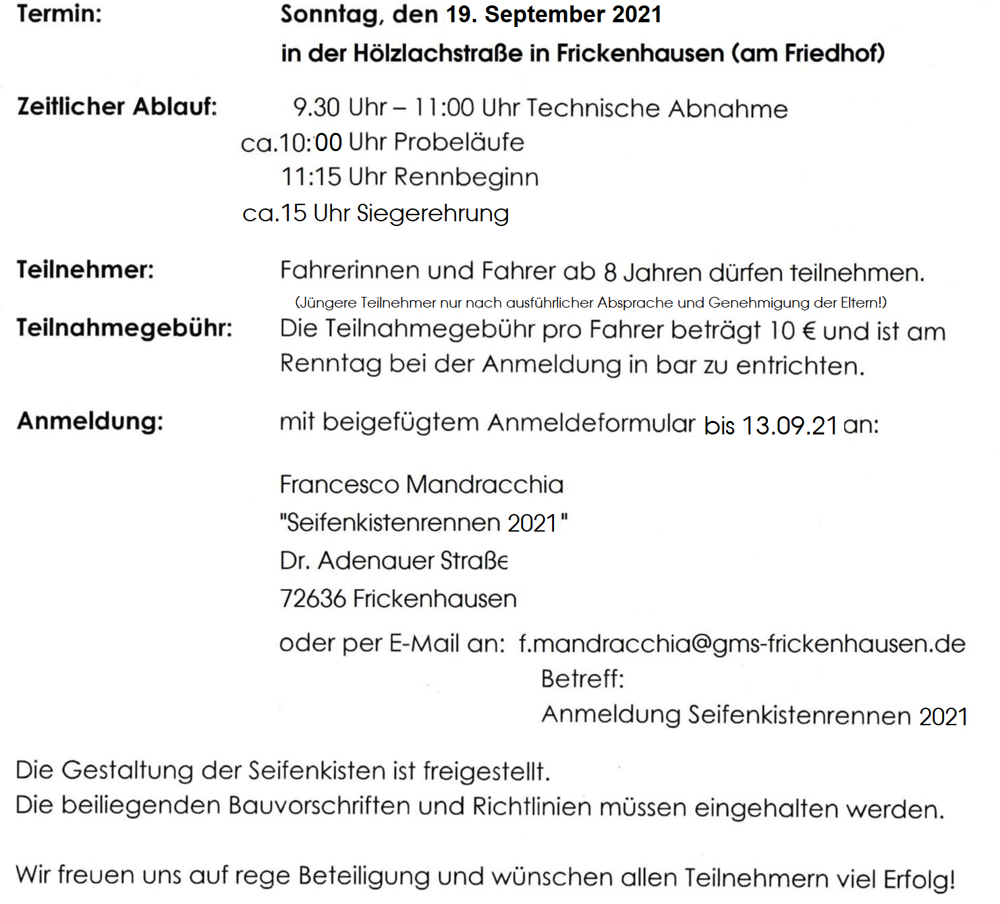 Termin: Sonntag, den 19. September 2021
in der Hölzlachstraße in Frickenhausen (am Friedhof)
Zeitlicher Ablauf: 9.30 Uhr – 11:00 Uhr Technische Abnahme
ca.10:00 Uhr Probeläufe
11:15 Uhr Rennbeginn
ca.15 Uhr Siegerehrung
Teilnehmer: Fahrerinnen und Fahrer ab 8 Jahren dürfen teilnehmen.
(Jüngere Teilnehmer nur nach ausführlicher Absprache und Genehmigung der Eltern!)
Teilnahmegebühr: Die Teilnahmegebühr pro Fahrer beträgt 10 € und ist am
Renntag bei der Anmeldung in bar zu entrichten.
Anmeldung: mit beigefügtem Anmeldeformular bis 13.09.21 an:
Francesco Mandracchia
"Seifenkistenrennen 2021"
Dr. Adenauer Straße
72636 Frickenhausen
oder per E-Mail an: f.mandracchia@gms-frickenhausen.de
Betreff:
Anmeldung Seifenkistenrennen 2021
Die Gestaltung der Seifenkisten ist freigestellt.
Die beiliegenden Bauvorschriften und Richtlinien müssen eingehalten werden.
Wir freuen uns auf rege Beteiligung und wünschen allen Teilnehmern viel Erfolg!